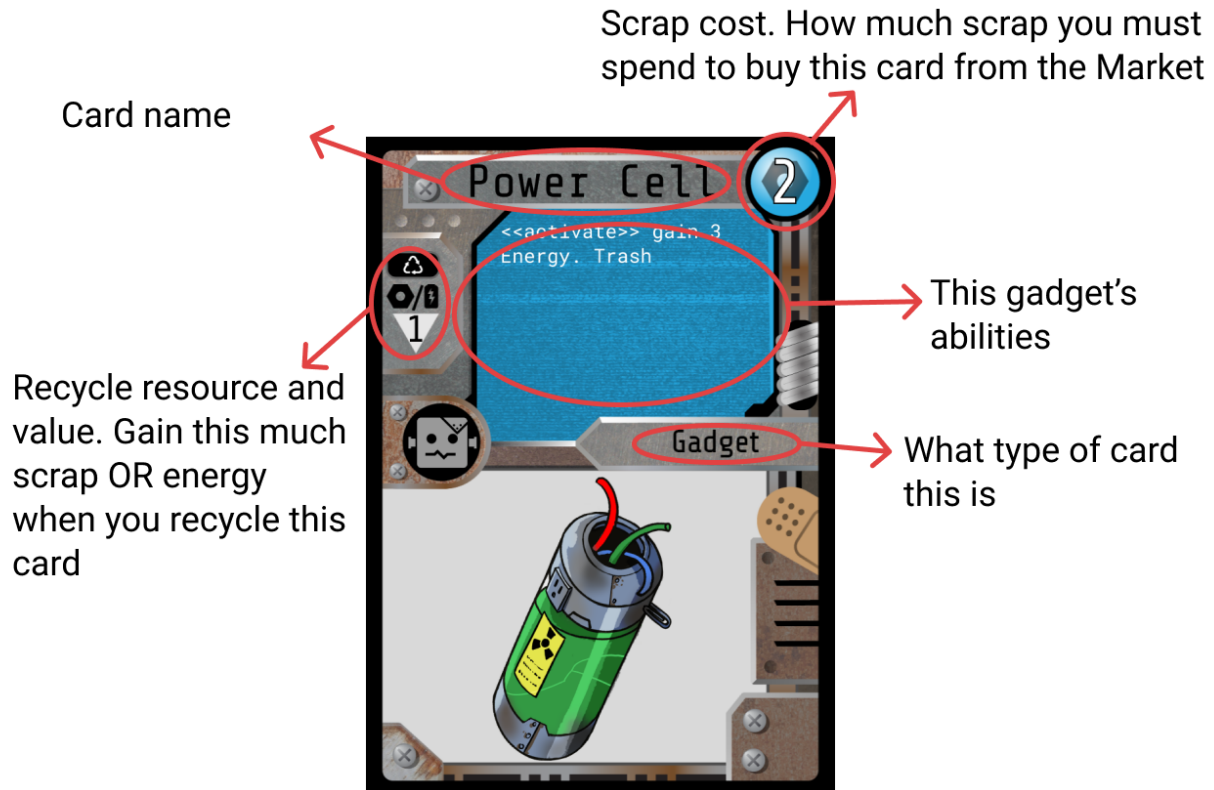 Scrap cost. How much scrap you must
spend to buy this card from the Market
Card name
Power Cell
2
<<activate>> gain 3
Energy. Trash
/
1
This gadget's
abilities
Recycle resource and
value. Gain this much
scrap OR energy
when you recycle this
card
Gadget
What type of card
this is